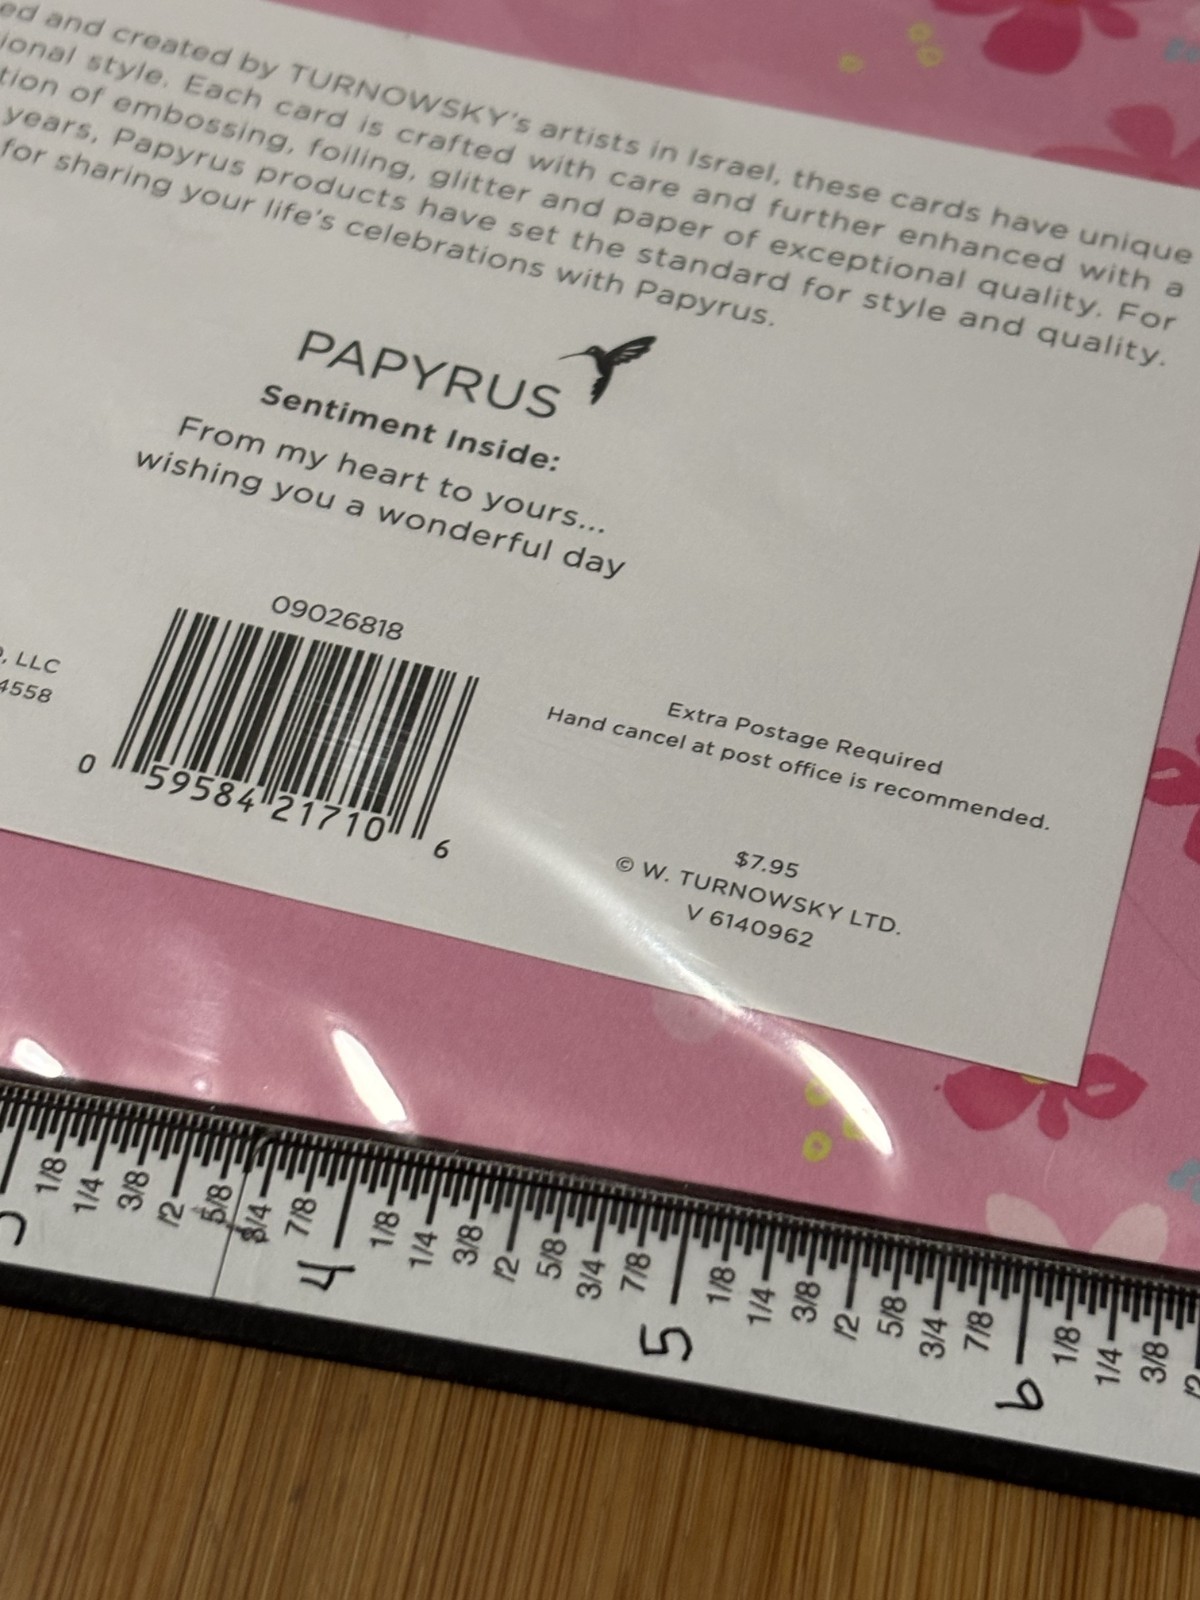 ed and created by TURNOWSKY's artists in Israel, these cards have unique
ional style. Each card is crafted with care and further enhanced with a
tion of embossing, foiling, glitter and paper of exceptional quality. For
years, Papyrus products have set the standard for style and quality.
for sharing your life's celebrations with Papyrus.
PAPYRUS
Sentiment Inside:
From my heart to yours...
wishing you a wonderful day
09026818
0 59584 21710 6
, LLC
4558
Extra Postage Required
Hand cancel at post office is recommended.
$7.95
© W. TURNOWSKY LTD.
V 6140962
1/8 1/4 3/8 /2 5/8 3/4 7/8 4 1/8 1/4 3/8 /2 5/8 3/4 7/8 5 1/8 1/4 3/8 /2 5/8 3/4 7/8 6 1/8 1/4 3/8 /2